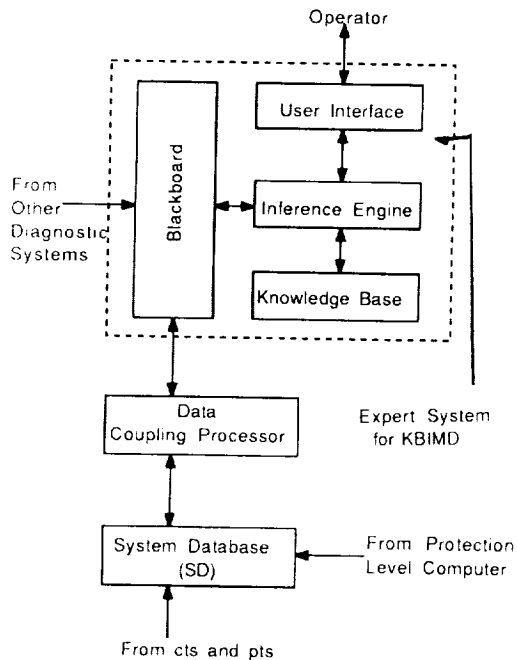 Operator
User Interface
Blackboard
From
Other
Diagnostic
Systems
Inference Engine
Knowledge Base
Data
Coupling Processor
Expert System
for KBIMD
System Database
(SD)
From Protection
Level Computer
From cts and pts